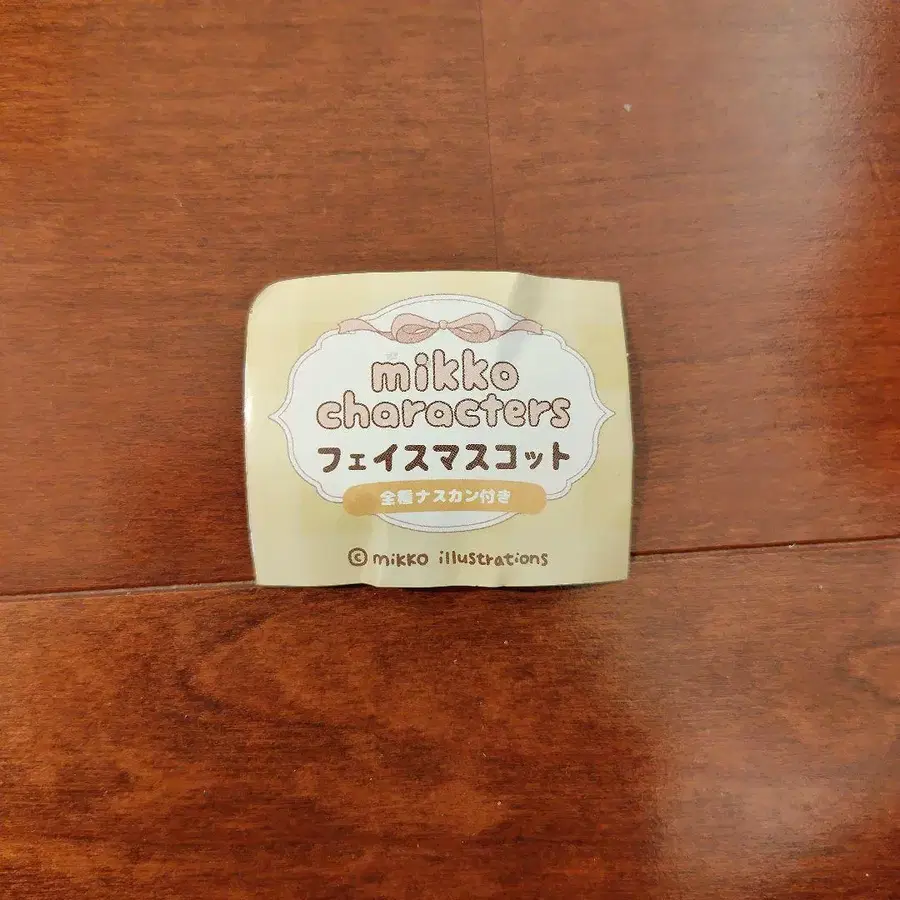 mikko
characters
フェイスマスコット
全種ナスカン付き
© mikko illustrations